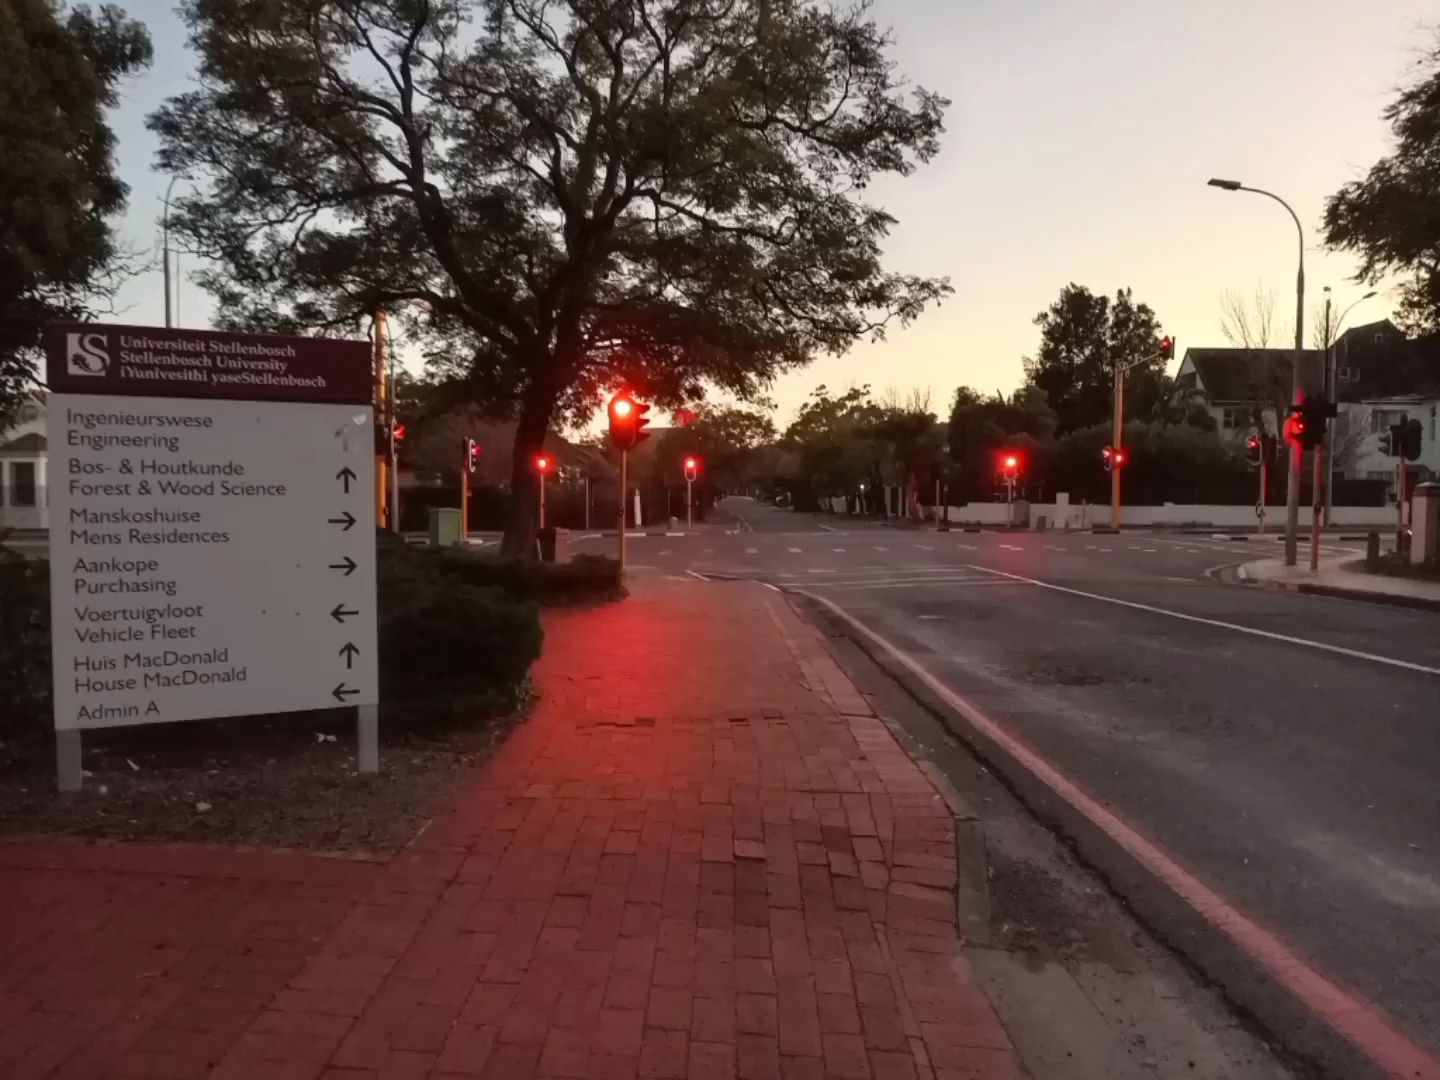 Universiteit Stellenbosch
Stellenbosch University
iYunivesithi yaseStellenbosch
Ingenieurswese
Engineering
Bos- & Houtkunde
Forest & Wood Science
Manskoshuise
Mens Residences
Aankope
Purchasing
Voertuigvloot
Vehicle Fleet
Huis MacDonald
House MacDonald
Admin A